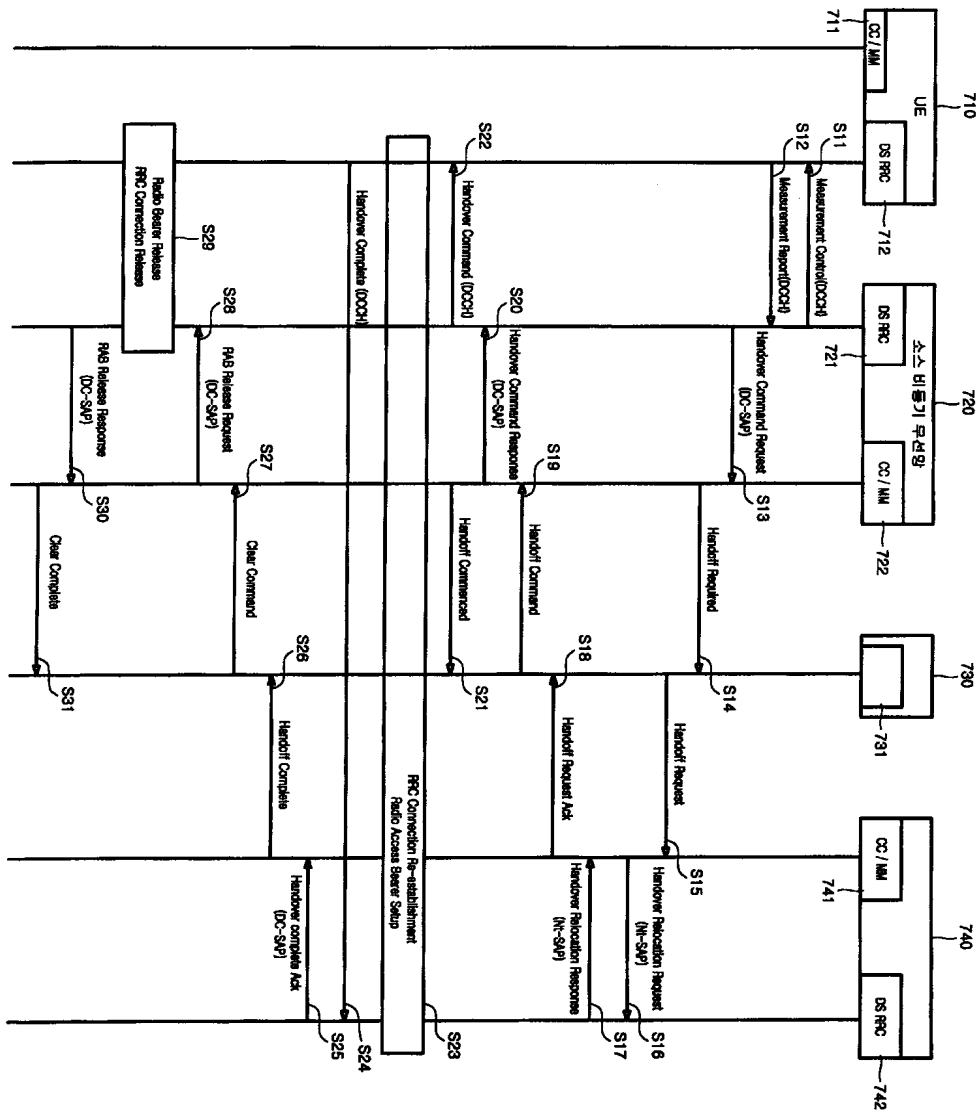 710
UE
711
CC / MM
DS RRC
712
720
소스 비동기 무선망
DS RRC
721
CC / MM
722
730
731
740
CC / MM
741
DS RRC
742
S11
Measurement Control(DCCH)
S12
Measurement Report(DCCH)
Handover Command Request
(DC-SAP)
S13
Handoff Required
S14
Handoff Request
S15
Handover Relocation Request
(Nt-SAP)
S16
Handover Relocation Response
(Nt-SAP)
S17
S18
Handoff Request Ack
S19
Handoff Command
S20
Handover Command Response
(DC-SAP)
Handoff Commenced
S21
S22
Handover Command (DCCH)
RRC Connection Re-establishment
Radio Access Bearer Setup
S23
Handover Complete (DCCH)
S24
Handover complete Ack
(DC-SAP)
S25
S26
Handoff Complete
S27
Clear Command
S28
RAB Release Request
(DC-SAP)
S29
Radio Bearer Release
RRC Connection Release
RAB Release Response
(DC-SAP)
S30
Clear Complete
S31